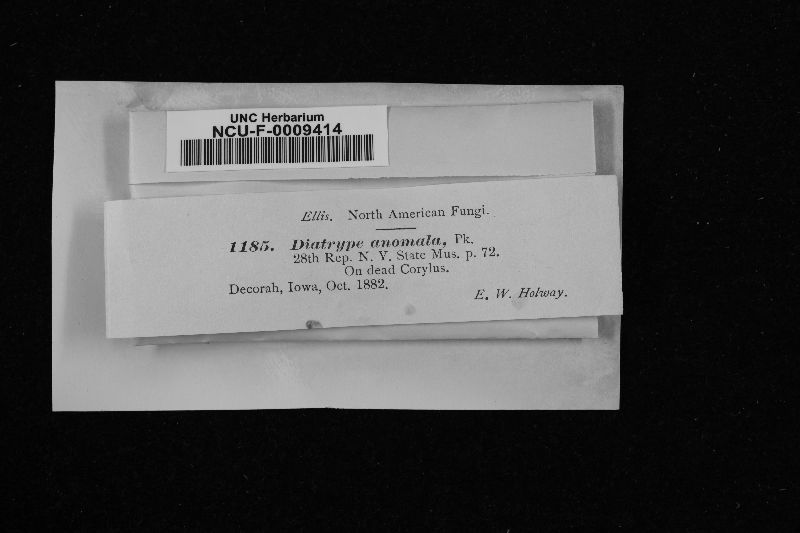 UNC Herbarium
NCU-F-0009414
Ellis. North American Fungi.
1185. Diatrype anomala, Pk.
28th Rep. N. Y. State Mus. p. 72.
On dead Corylus.
Decorah, Iowa, Oct. 1882.
E. W. Holway.